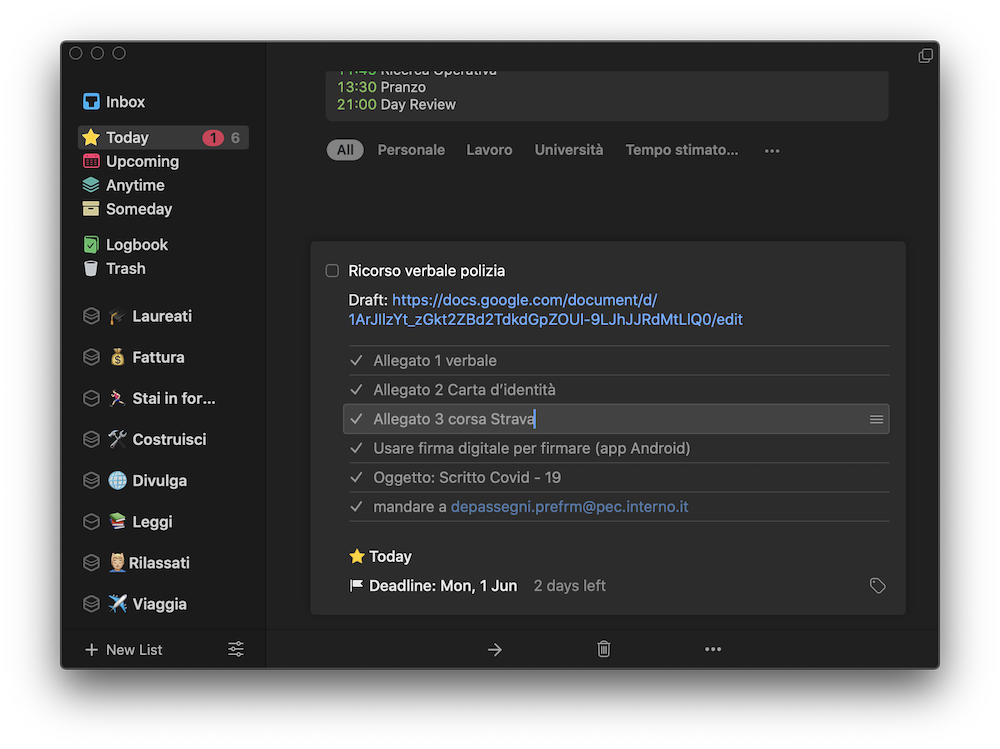 Inbox
Today 1 6
Upcoming
Anytime
Someday
Logbook
Trash
Laureati
Fattura
Stai in for...
Costruisci
Divulga
Leggi
Rilassati
Viaggia
New List
11:45 Ricerca Operativa
13:30 Pranzo
21:00 Day Review
All Personale Lavoro Università Tempo stimato...
Ricorso verbale polizia
Draft: https://docs.google.com/document/d/
1ArJIlzYt_zGkt2ZBd2TdkdGpZOUl-9LJhJJRdMtLlQ0/edit
Allegato 1 verbale
Allegato 2 Carta d’identità
Allegato 3 corsa Strava
Usare firma digitale per firmare (app Android)
Oggetto: Scritto Covid - 19
mandare a depassegni.prefrm@pec.interno.it
Today
Deadline: Mon, 1 Jun 2 days left